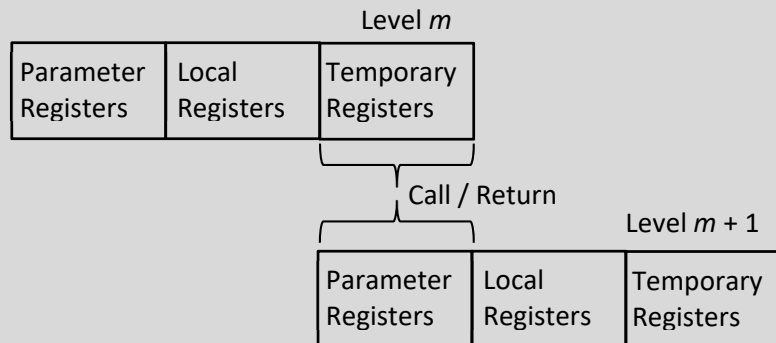 Level m
Parameter
Registers
Local
Registers
Temporary
Registers
Call / Return
Level m + 1
Parameter
Registers
Local
Registers
Temporary
Registers